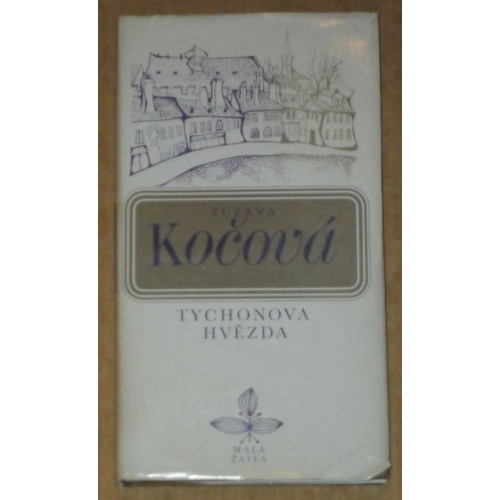 ZUZANA
Kočová
TYCHONOVA
HVĚZDA
MALÁ
ŽATVA